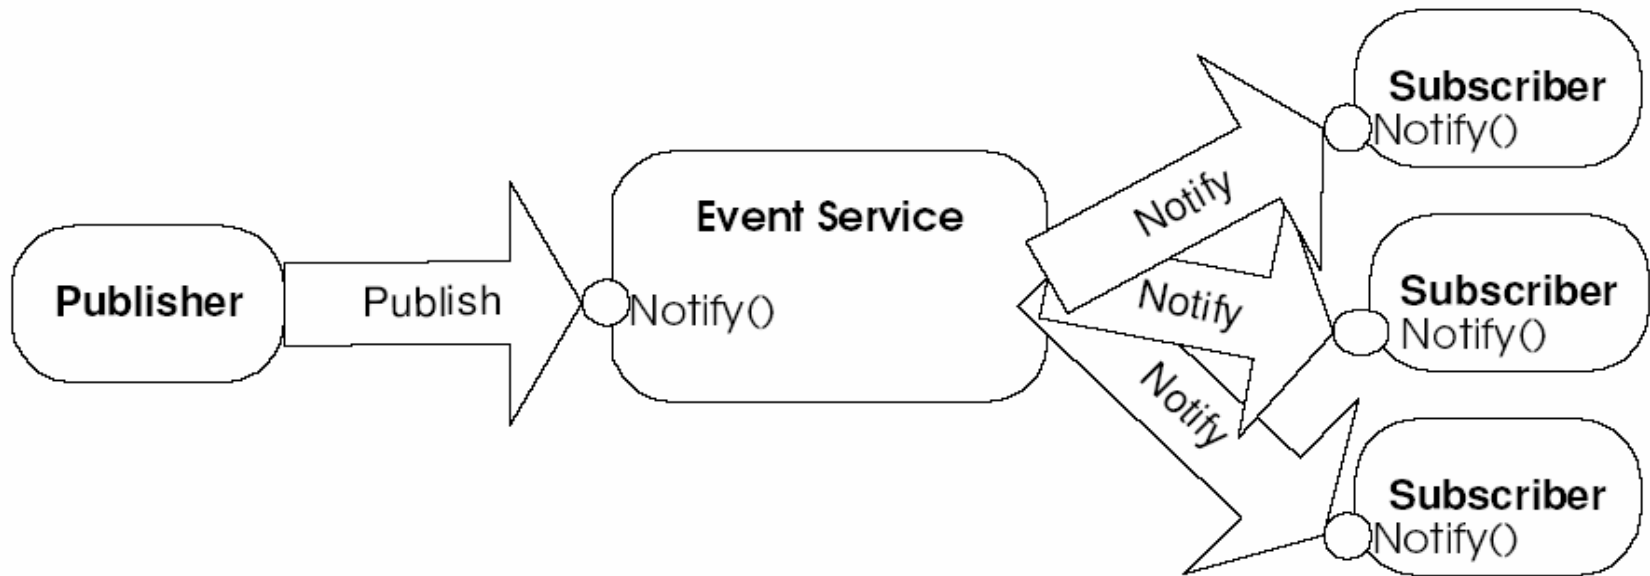 Publisher
Publish
Event Service
Notify()
Notify
Notify
Notify
Subscriber
Notify()
Subscriber
Notify()
Subscriber
Notify()